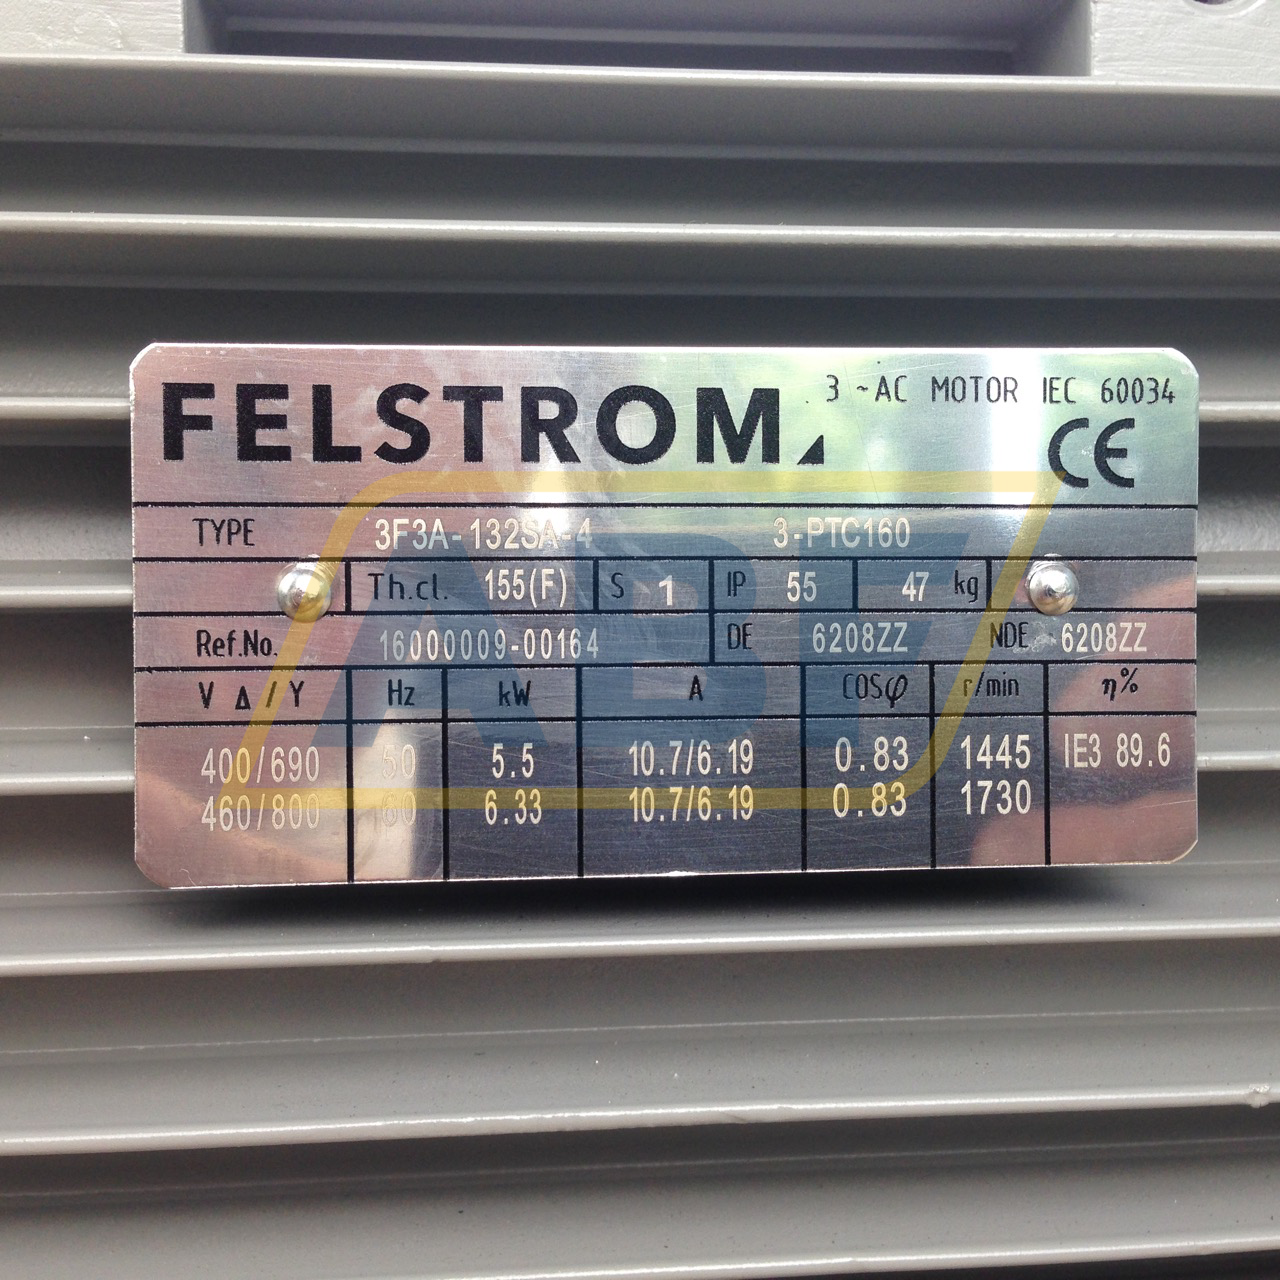 FELSTROM 3 ~AC MOTOR IEC 60034
CE
TYPE 3F3A-132SA-4 3-PTC160
Th.cl. 155(F) S 1 IP 55 47 kg
Ref.No. 16000009-00164 DE 6208ZZ NDE 6208ZZ
V Δ / Y Hz kW A COSφ r/min η%
400/690 50 5.5 10.7/6.19 0.83 1445 IE3 89.6
460/800 60 6.33 10.7/6.19 0.83 1730
ABF